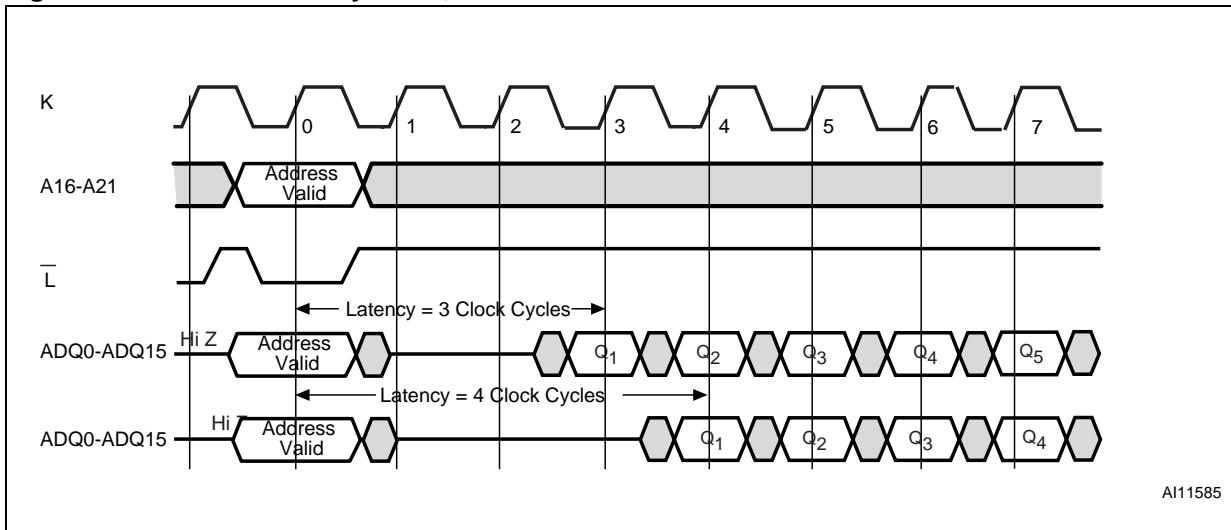 K
0 1 2 3 4 5 6 7
A16-A21
Address
Valid
L
Latency = 3 Clock Cycles
ADQ0-ADQ15
Hi Z
Address
Valid
Q1 Q2 Q3 Q4 Q5
Latency = 4 Clock Cycles
ADQ0-ADQ15
Hi
Address
Valid
Q1 Q2 Q3 Q4
AI11585